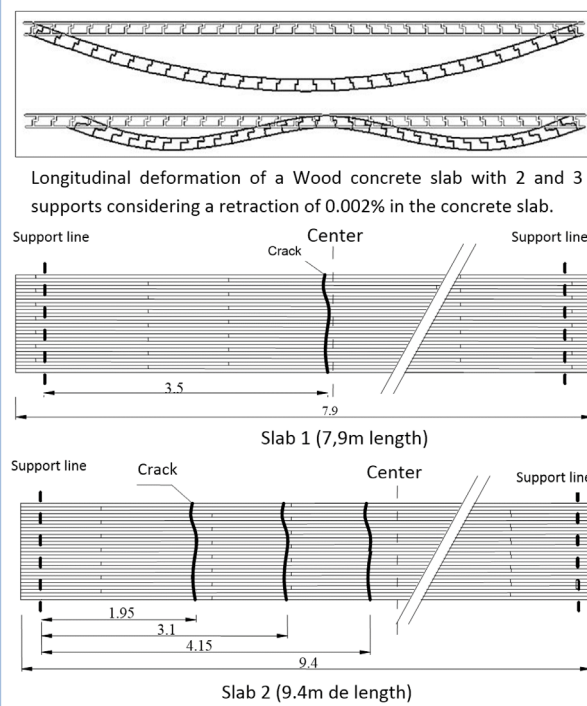 Longitudinal deformation of a Wood concrete slab with 2 and 3
supports considering a retraction of 0.002% in the concrete slab.
Support line
Center
Support line
Crack
3.5
7.9
Slab 1 (7,9m length)
Support line
Crack
Center
Support line
1.95
3.1
4.15
9.4
Slab 2 (9.4m de length)